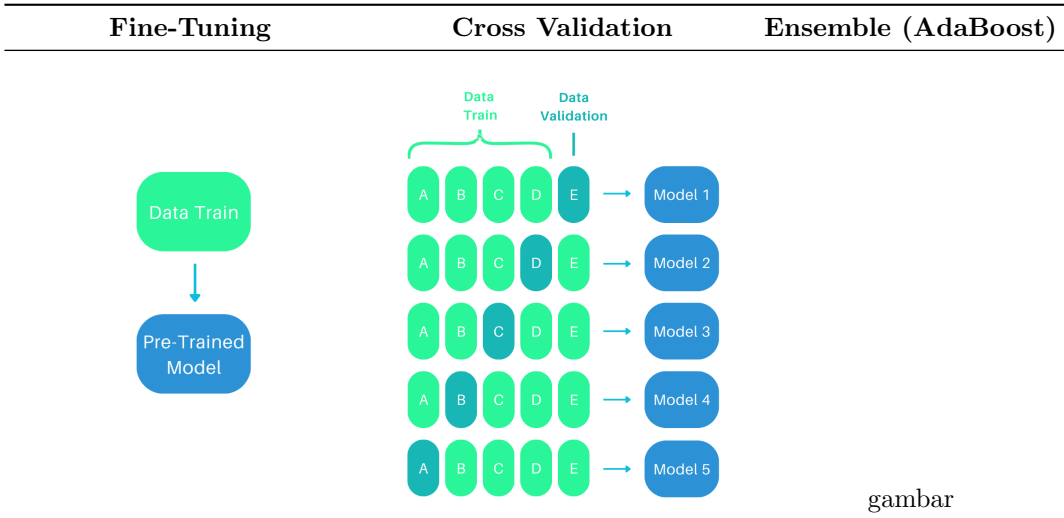 Fine-Tuning Cross Validation Ensemble (AdaBoost)
Data Train
Pre-Trained
Model
Data
Train
Data
Validation
A B C D E Model 1
A B C D E Model 2
A B C D E Model 3
A B C D E Model 4
A B C D E Model 5
gambar